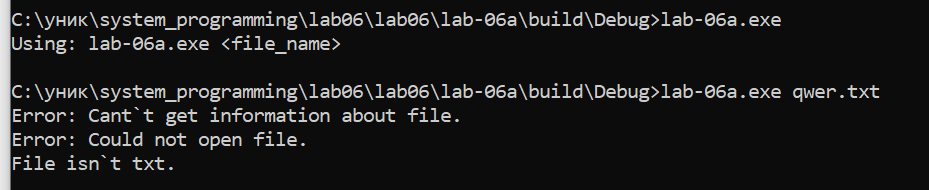 C:\уник\system_programming\lab06\lab06\lab-06a\build\Debug>lab-06a.exe
Using: lab-06a.exe <file_name>
C:\уник\system_programming\lab06\lab06\lab-06a\build\Debug>lab-06a.exe qwer.txt
Error: Cant`t get information about file.
Error: Could not open file.
File isn`t txt.